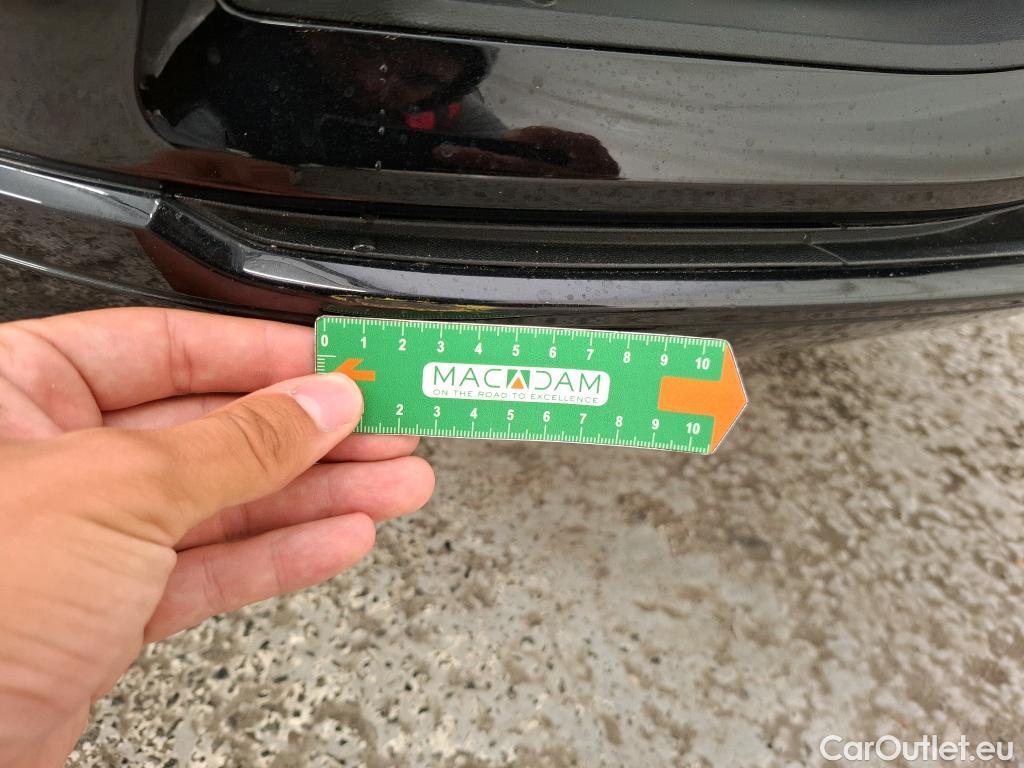 0 1 2 3 4 5 6 7 8 9 10
MACADAM
ON THE ROAD TO EXCELLENCE
2 3 4 5 6 7 8 9 10
CarOutlet.eu